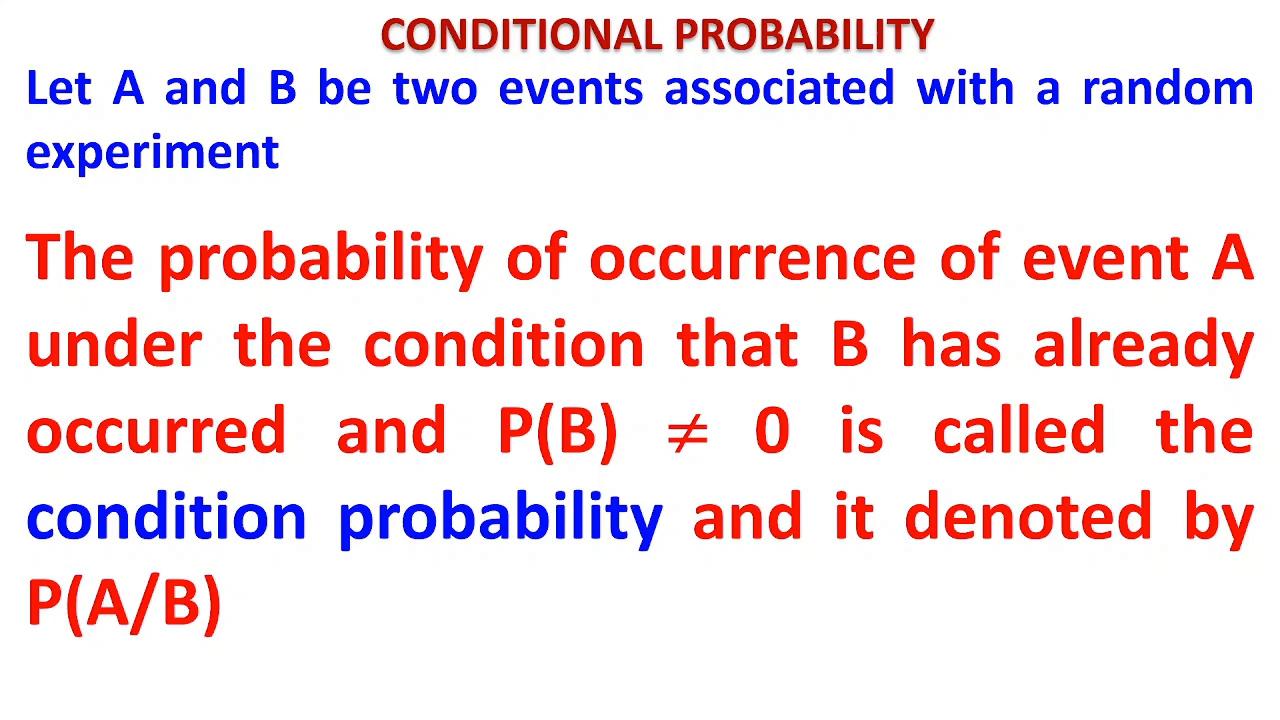 CONDITIONAL PROBABILITY
Let A and B be two events associated with a random
experiment
The probability of occurrence of event A
under the condition that B has already
occurred and P(B) ≠ 0 is called the
condition probability and it denoted by
P(A/B)